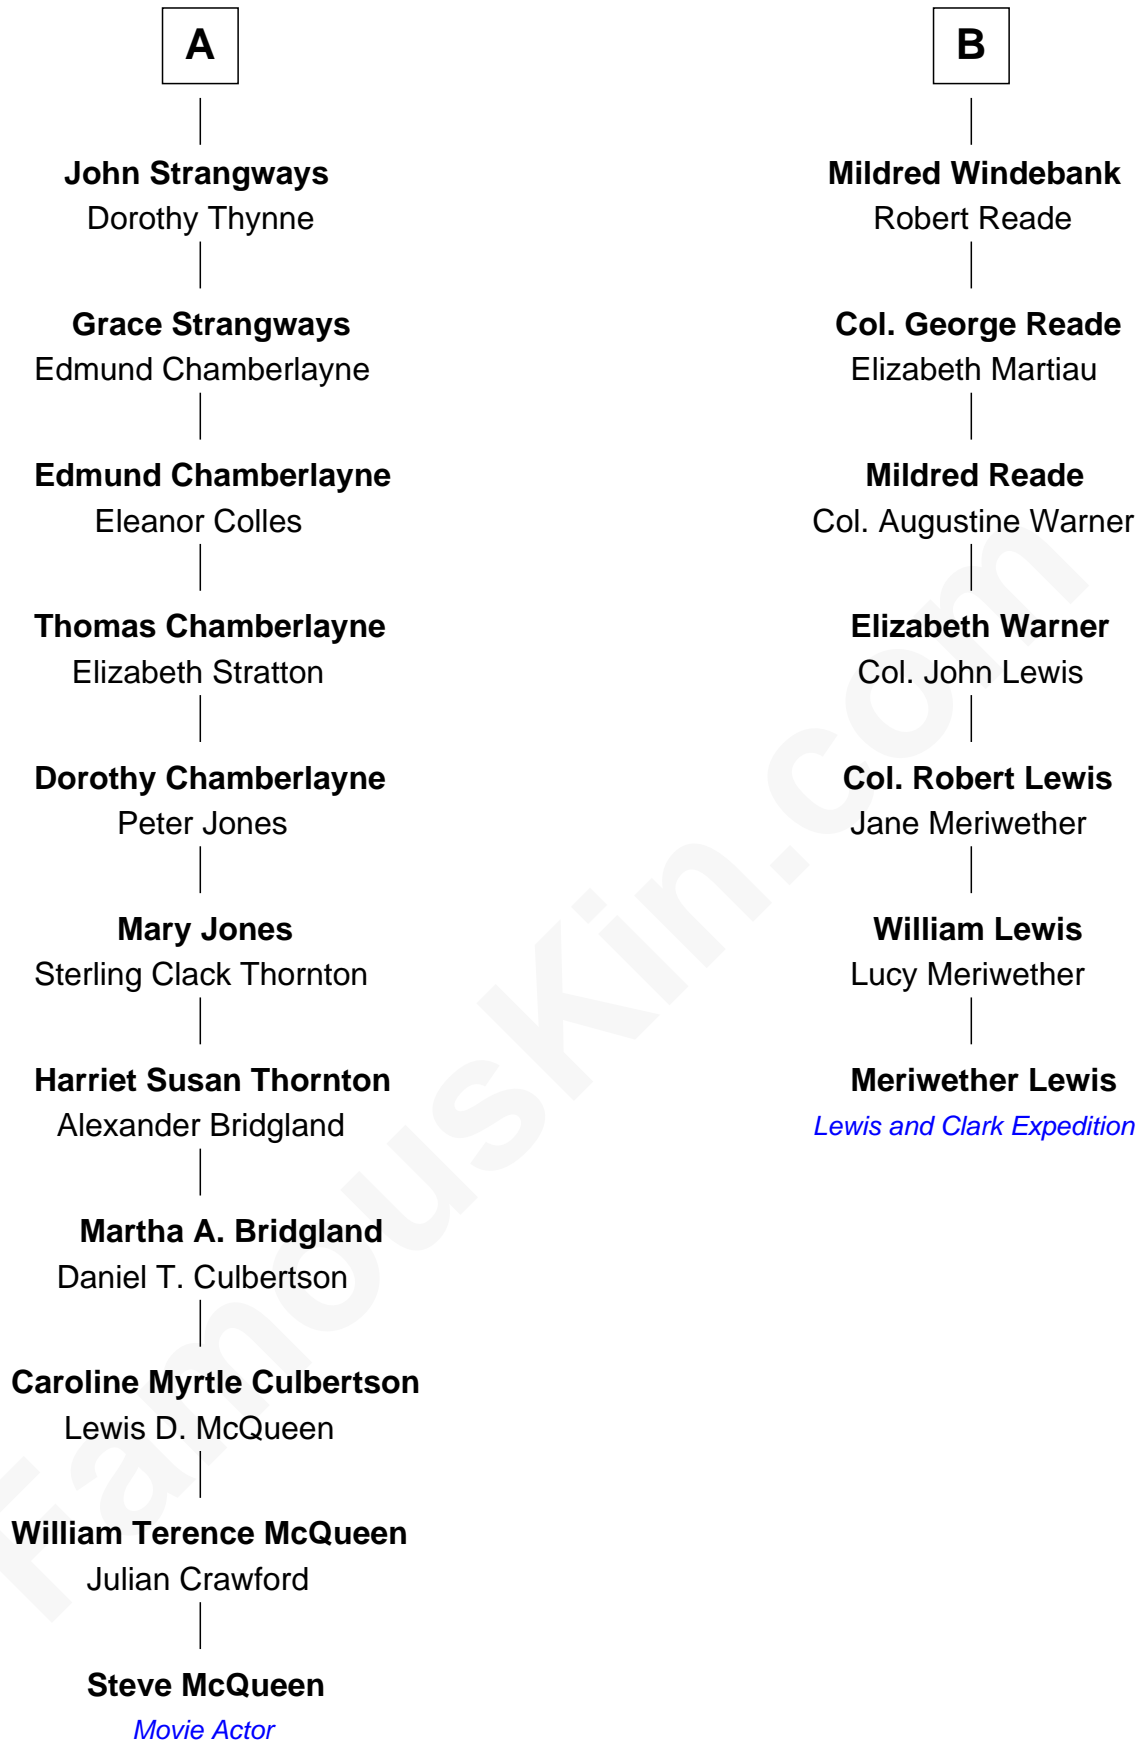 A
John Strangways
Dorothy Thynne
Grace Strangways
Edmund Chamberlayne
Edmund Chamberlayne
Eleanor Colles
Thomas Chamberlayne
Elizabeth Stratton
Dorothy Chamberlayne
Peter Jones
Mary Jones
Sterling Clack Thornton
Harriet Susan Thornton
Alexander Bridgland
Martha A. Bridgland
Daniel T. Culbertson
Caroline Myrtle Culbertson
Lewis D. McQueen
William Terence McQueen
Julian Crawford
Steve McQueen
Movie Actor
B
Mildred Windebank
Robert Reade
Col. George Reade
Elizabeth Martiau
Mildred Reade
Col. Augustine Warner
Elizabeth Warner
Col. John Lewis
Col. Robert Lewis
Jane Meriwether
William Lewis
Lucy Meriwether
Meriwether Lewis
Lewis and Clark Expedition
FamousKin.com